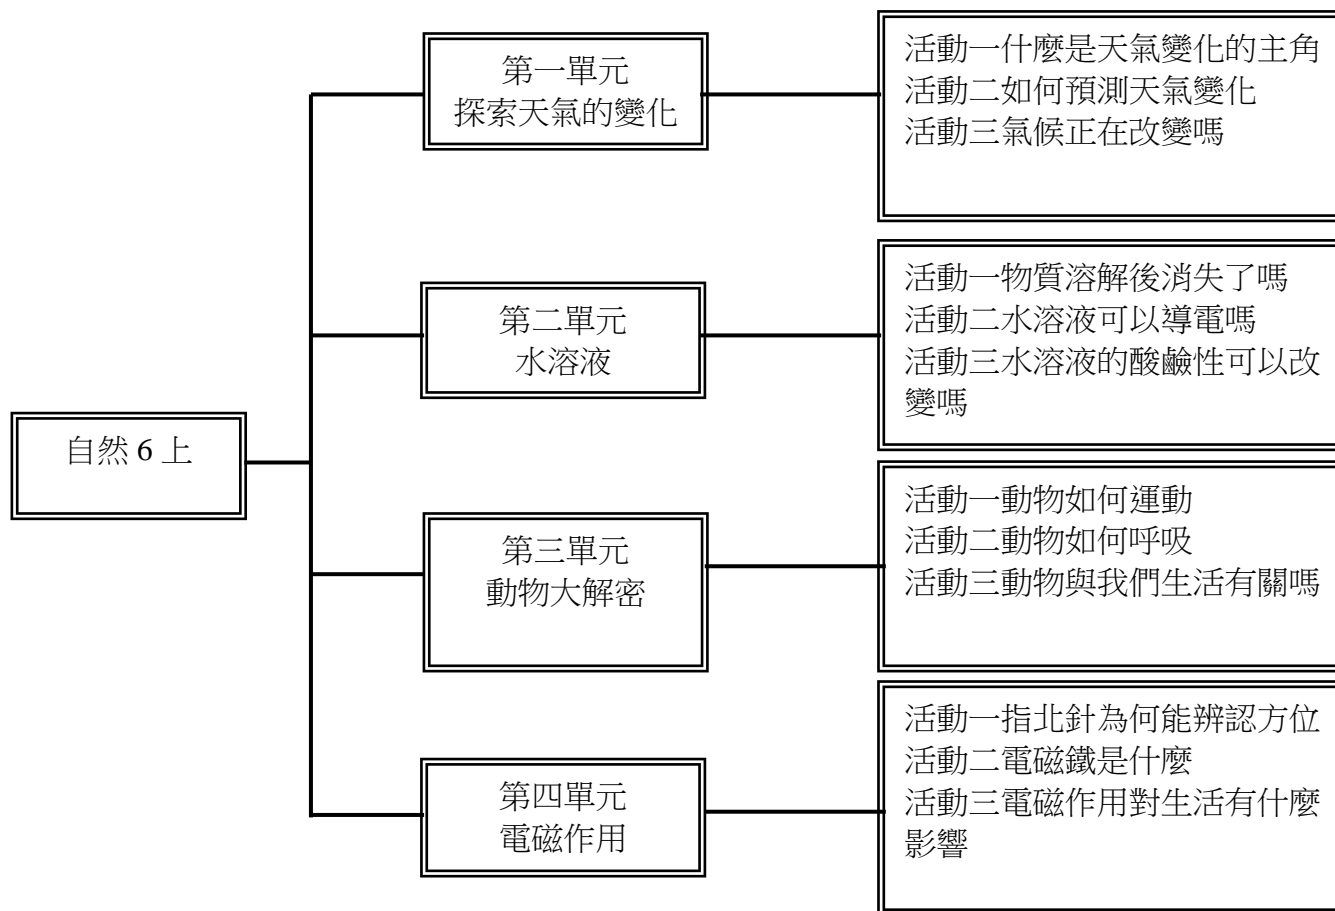 自然 6 上
第一單元
探索天氣的變化
活動一什麼是天氣變化的主角
活動二如何預測天氣變化
活動三氣候正在改變嗎
第二單元
水溶液
活動一物質溶解後消失了嗎
活動二水溶液可以導電嗎
活動三水溶液的酸鹼性可以改
變嗎
第三單元
動物大解密
活動一動物如何運動
活動二動物如何呼吸
活動三動物與我們生活有關嗎
第四單元
電磁作用
活動一指北針為何能辨認方位
活動二電磁鐵是什麼
活動三電磁作用對生活有什麼
影響